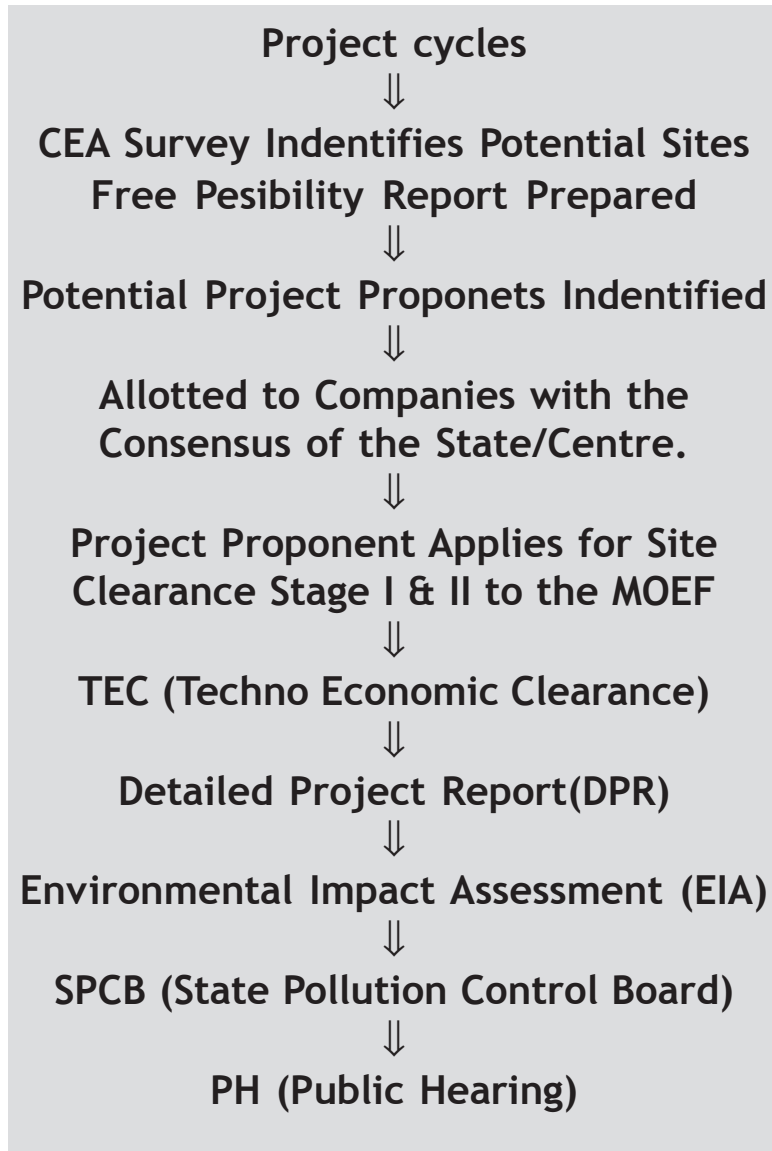 Project cycles
⇓
CEA Survey Indentifies Potential Sites
Free Pesibility Report Prepared
⇓
Potential Project Proponets Indentified
⇓
Allotted to Companies with the
Consensus of the State/Centre.
⇓
Project Proponent Applies for Site
Clearance Stage I & II to the MOEF
⇓
TEC (Techno Economic Clearance)
⇓
Detailed Project Report(DPR)
⇓
Environmental Impact Assessment (EIA)
⇓
SPCB (State Pollution Control Board)
⇓
PH (Public Hearing)